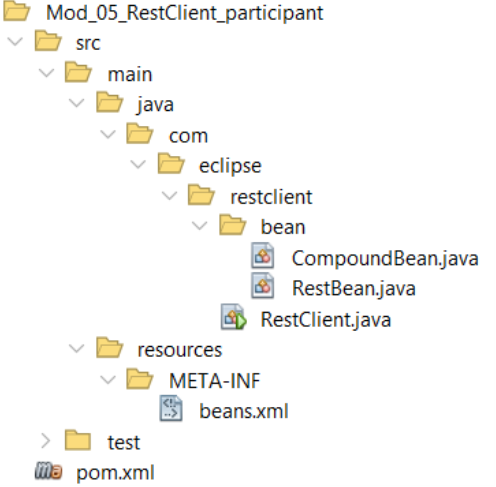 Mod_05_RestClient_participant
src
main
java
com
eclipse
restclient
bean
CompoundBean.java
RestBean.java
RestClient.java
resources
META-INF
beans.xml
test
pom.xml